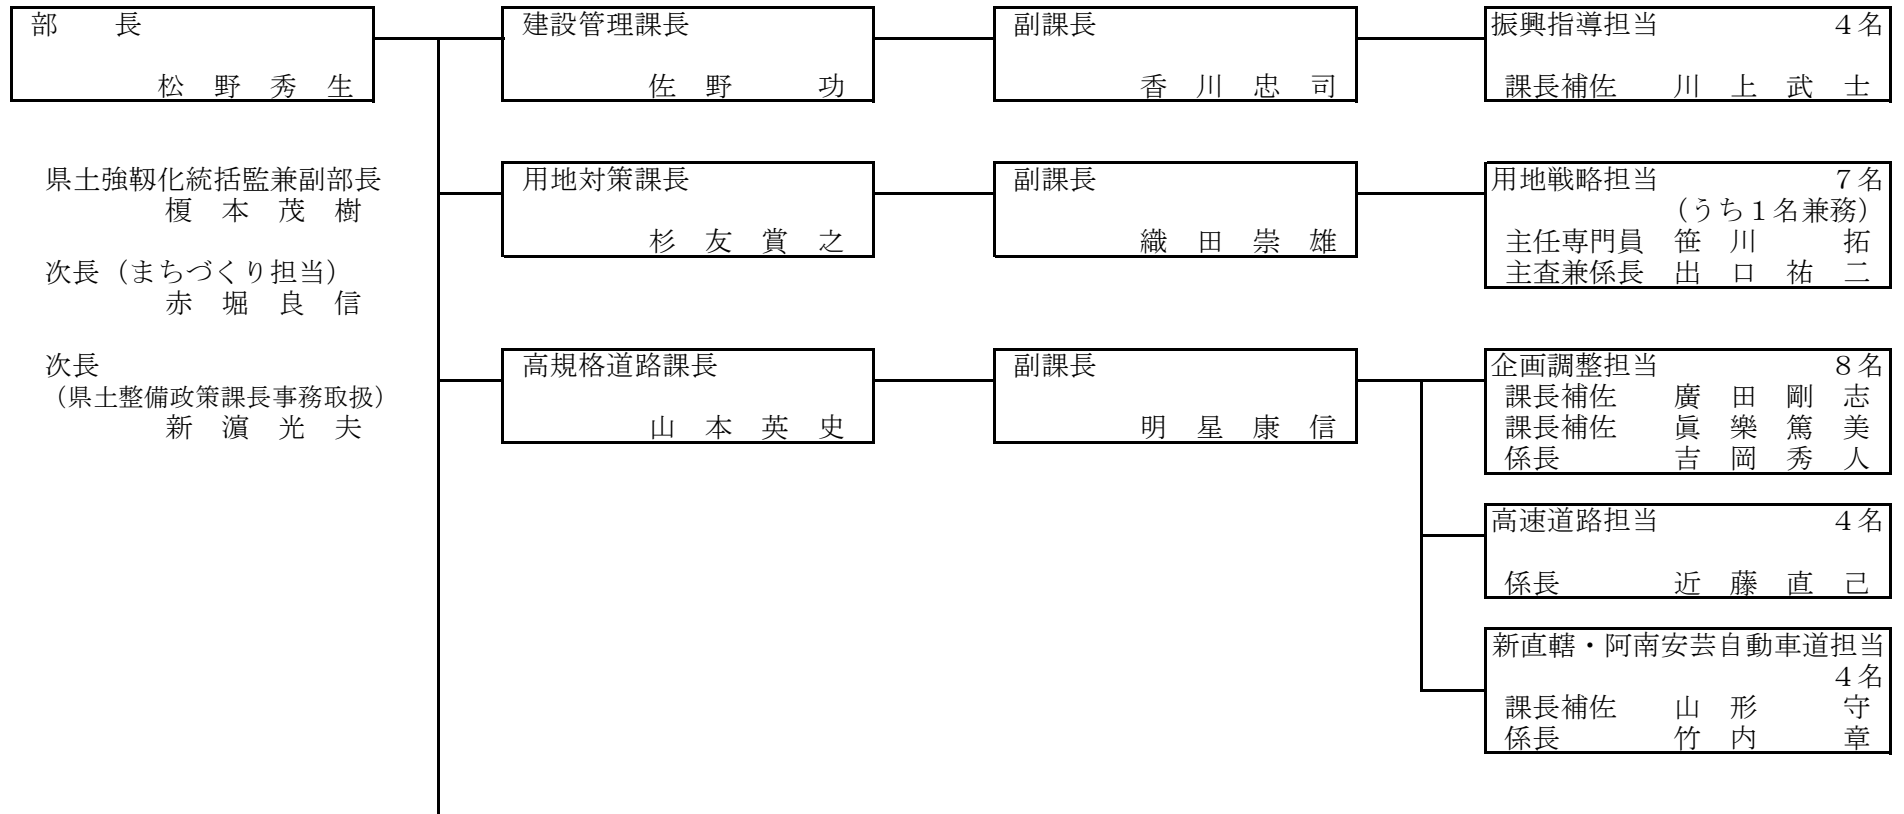 部　　長
松　野　秀　生
県土強靱化統括監兼副部長
榎　本　茂　樹
次長（まちづくり担当）
赤　堀　良　信
次長
（県土整備政策課長事務取扱）
新　濵　光　夫
建設管理課長
佐　野　　　功
副課長
香　川　忠　司
振興指導担当　　　　　　４名
課長補佐　　川　上　武　士
用地対策課長
杉　友　賞　之
副課長
織　田　崇　雄
用地戦略担当　　　　　　７名
（うち１名兼務）
主任専門員　笹　川　　　拓
主査兼係長　出　口　祐　二
高規格道路課長
山　本　英　史
副課長
明　星　康　信
企画調整担当　　　　　　８名
課長補佐　　廣　田　剛　志
課長補佐　　眞　樂　篤　美
係長　　　　吉　岡　秀　人
高速道路担当　　　　　　４名
係長　　　　近　藤　直　己
新直轄・阿南安芸自動車道担当
４名
課長補佐　　山　形　　　守
係長　　　　竹　内　　　章